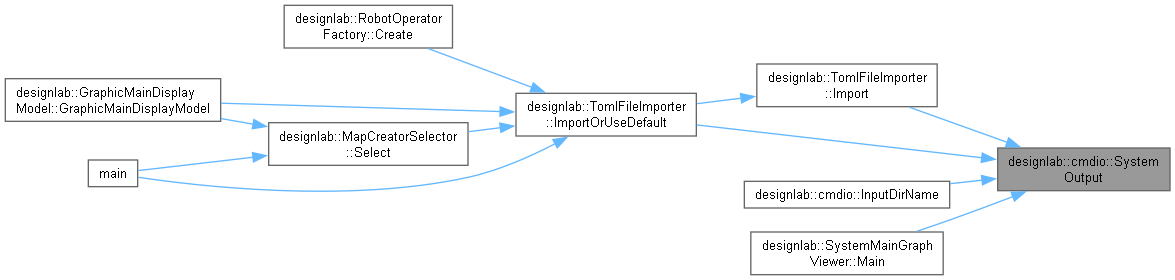 designlab::RobotOperator
Factory::Create
designlab::GraphicMainDisplay
Model::GraphicMainDisplayModel
designlab::MapCreatorSelector
::Select
main
designlab::TomlFileImporter
::ImportOrUseDefault
designlab::TomlFileImporter
::Import
designlab::cmdio::InputDirName
designlab::SystemMainGraph
Viewer::Main
designlab::cmdio::System
Output